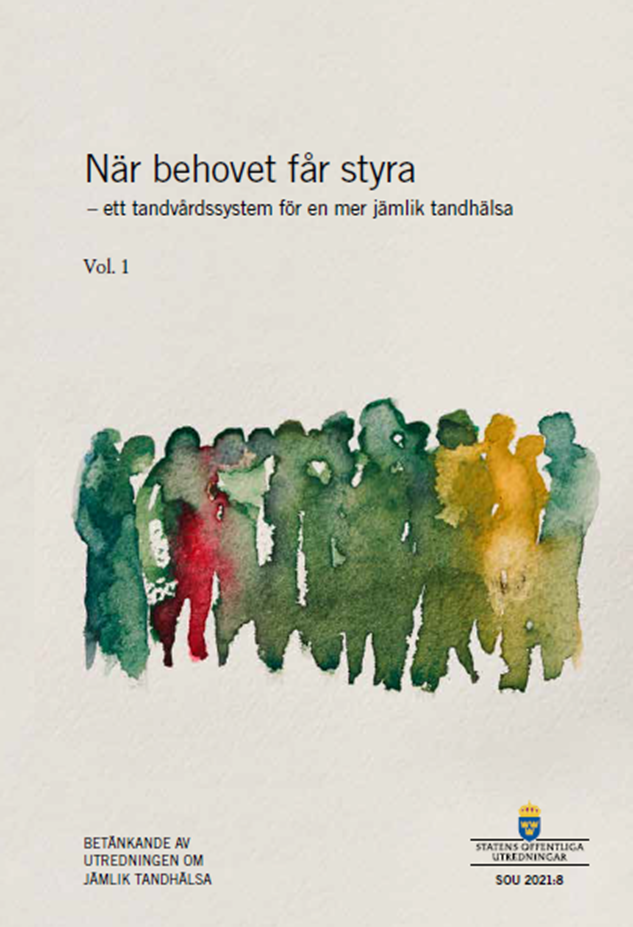 När behovet får styra
– ett tandvårdssystem för en mer jämlik tandhälsa
Vol. 1
BETÄNKANDE AV
UTREDNINGEN OM
JÄMLIK TANDHÄLSA
STATENS OFFENTLIGA
UTREDNINGAR
SOU 2021:8